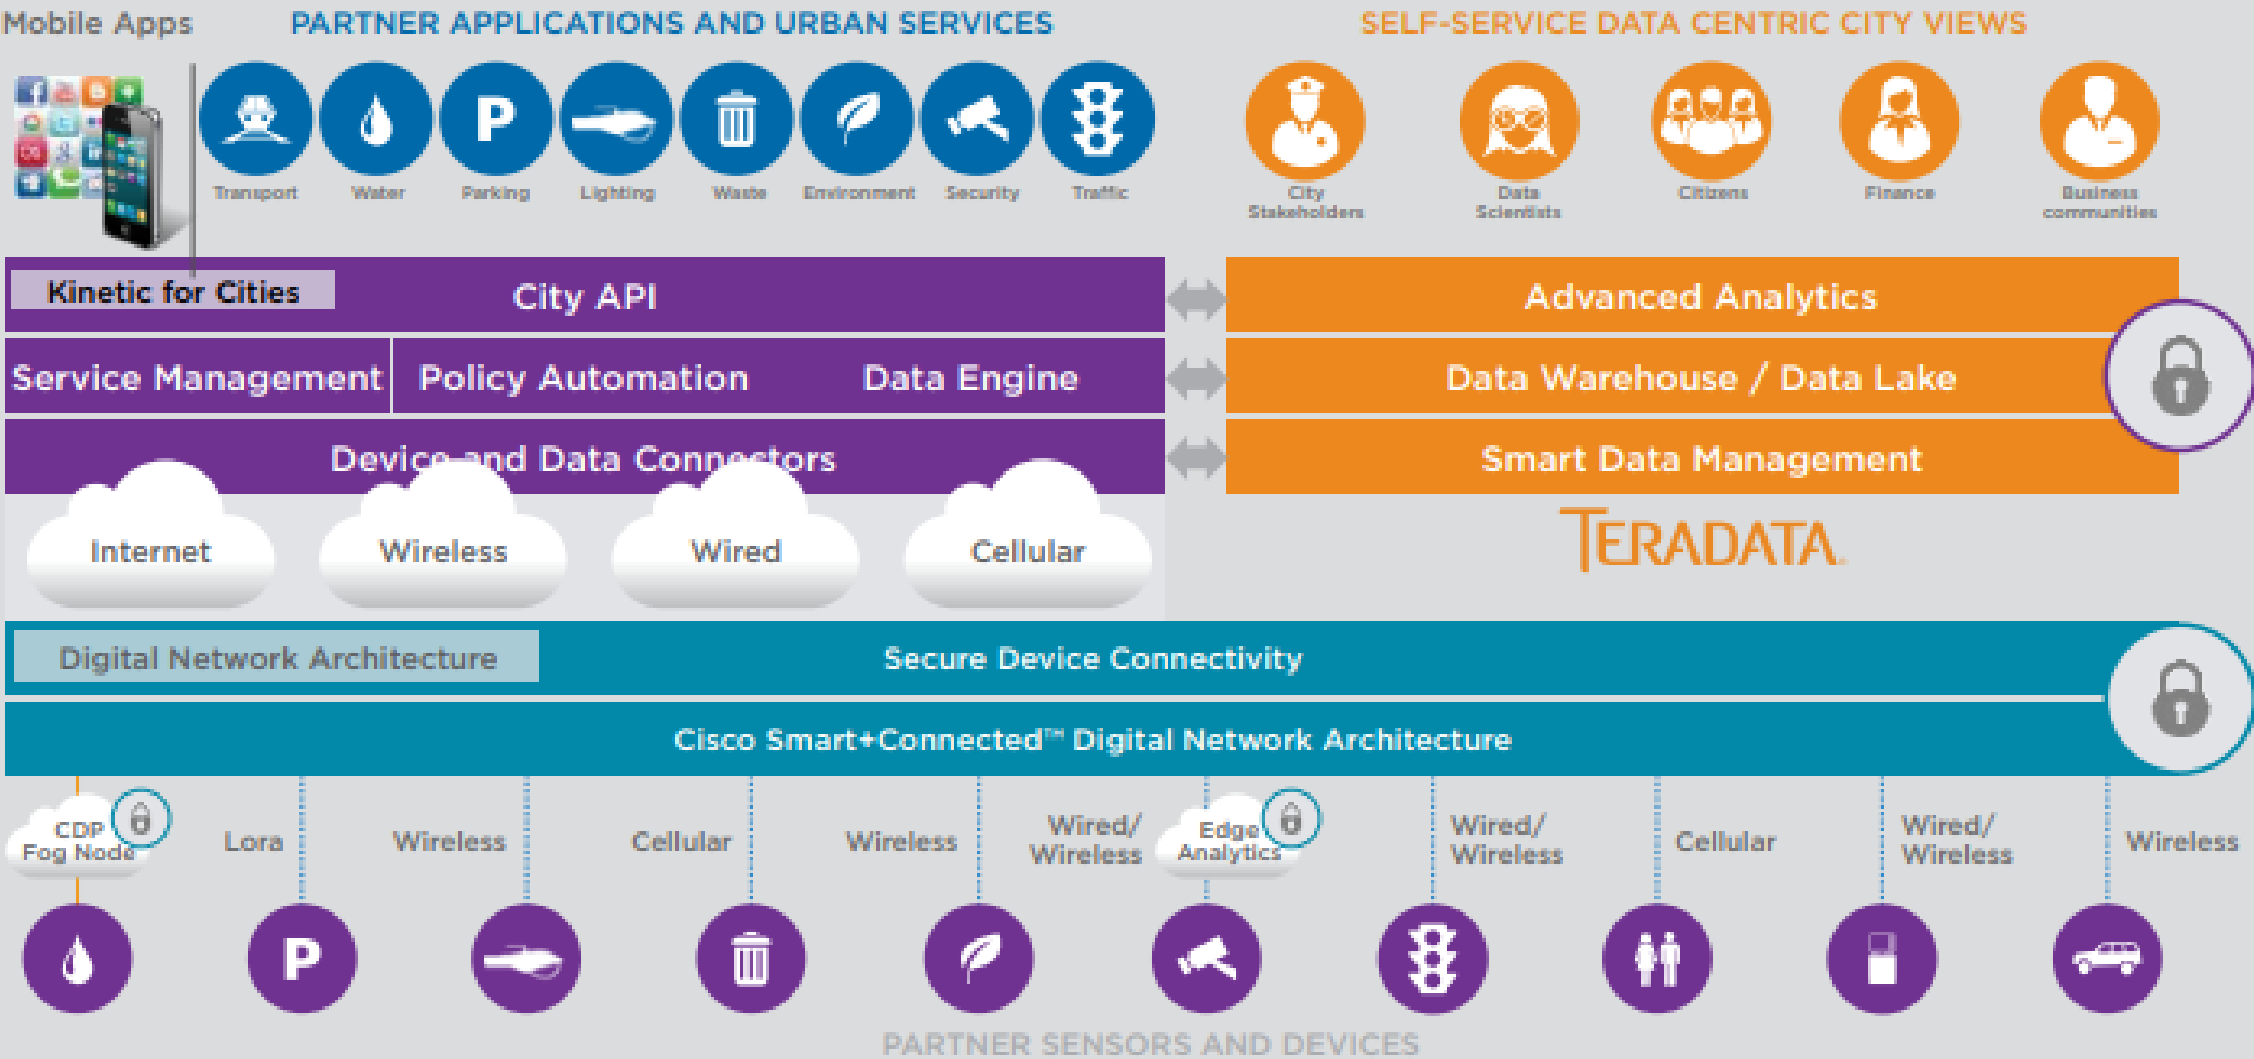 Mobile Apps
PARTNER APPLICATIONS AND URBAN SERVICES
SELF-SERVICE DATA CENTRIC CITY VIEWS
P
Transport
Water
Parking
Lighting
Waste
Environment
Security
Traffic
City
Stakeholders
Data
Scientists
Citizens
Finance
Business
communities
Kinetic for Cities
City API
Advanced Analytics
Service Management
Policy Automation
Data Engine
Data Warehouse / Data Lake
Device and Data Connectors
Smart Data Management
Internet
Wireless
Wired
Cellular
TERADATA.
Digital Network Architecture
Secure Device Connectivity
Cisco Smart+Connected™ Digital Network Architecture
CDP
Fog Node
Lora
Wireless
Cellular
Wireless
Wired/
Wireless
Edge
Analytics
Wired/
Wireless
Cellular
Wired/
Wireless
Wireless
P
PARTNER SENSORS AND DEVICES